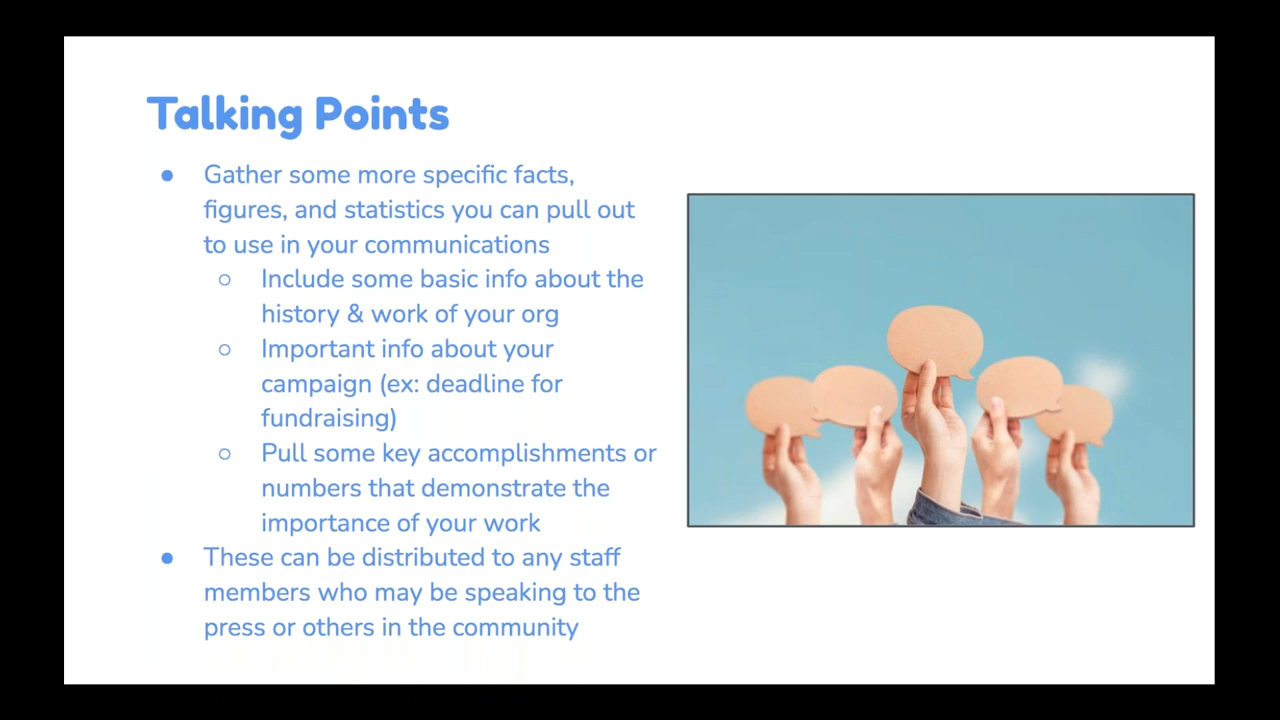 Talking Points
● Gather some more specific facts,
figures, and statistics you can pull out
to use in your communications
○ Include some basic info about the
history & work of your org
○ Important info about your
campaign (ex: deadline for
fundraising)
○ Pull some key accomplishments or
numbers that demonstrate the
importance of your work
● These can be distributed to any staff
members who may be speaking to the
press or others in the community